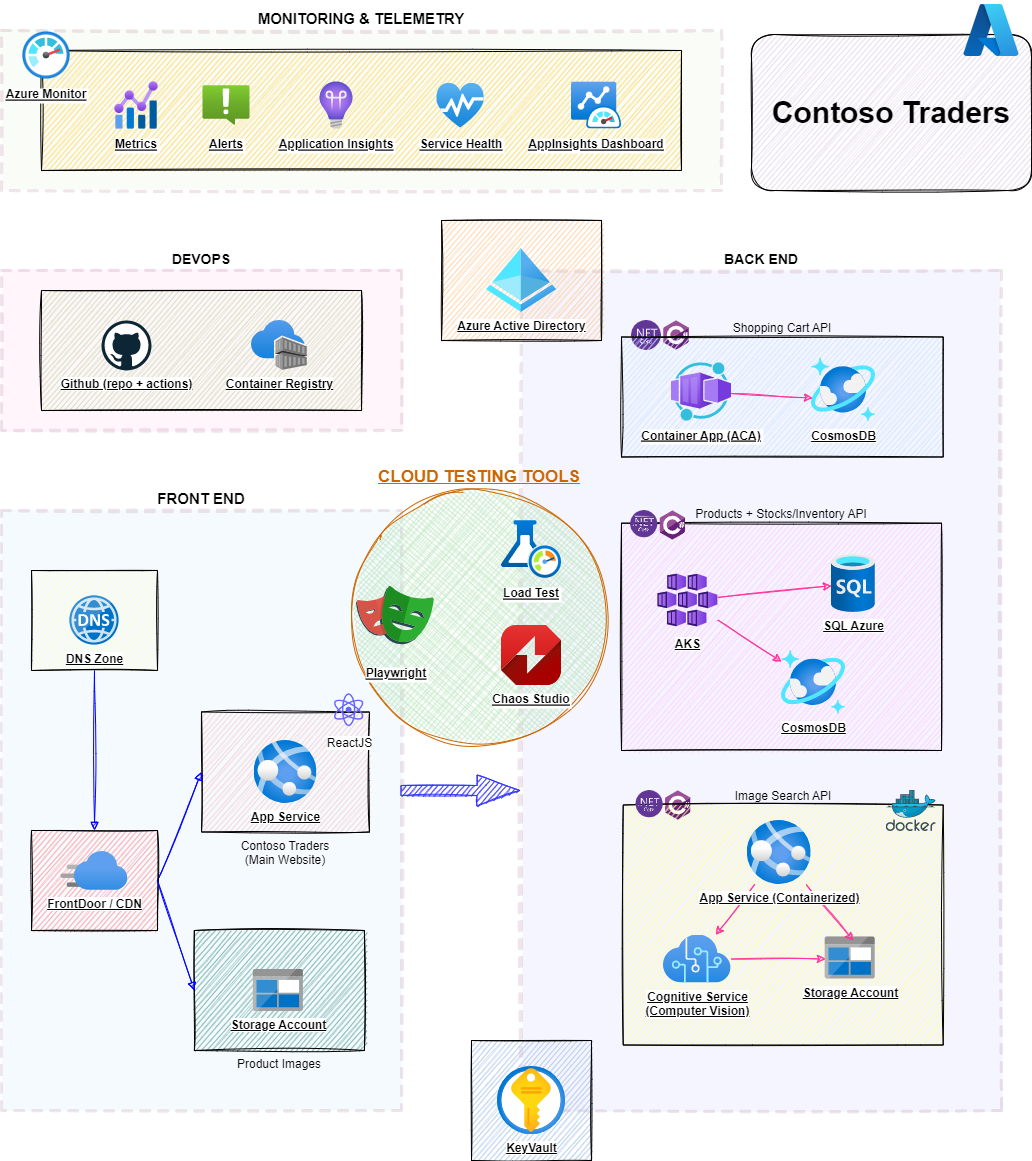 MONITORING & TELEMETRY
Azure Monitor
Metrics
Alerts
Application Insights
Service Health
AppInsights Dashboard
Contoso Traders
DEVOPS
Github (repo + actions)
Container Registry
Azure Active Directory
BACK END
.NET
Core
Shopping Cart API
Container App (ACA)
CosmosDB
CLOUD TESTING TOOLS
Load Test
Playwright
Chaos Studio
.NET
Core
Products + Stocks/Inventory API
AKS
SQL
SQL Azure
CosmosDB
FRONT END
DNS
DNS Zone
ReactJS
App Service
Contoso Traders
(Main Website)
FrontDoor / CDN
Storage Account
Product Images
.NET
Core
Image Search API
docker
App Service (Containerized)
Cognitive Service
(Computer Vision)
Storage Account
KeyVault